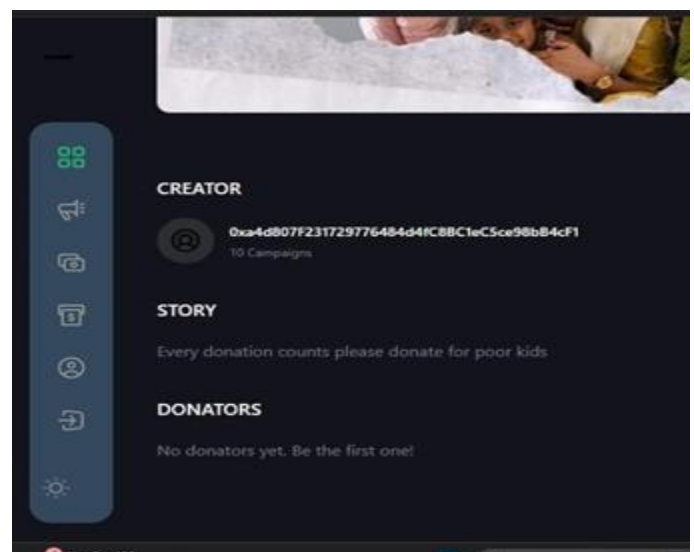 CREATOR
0xa4d807F231729776484d4fC8BC1eC5ce98bB4cF1
10 Campaigns
STORY
Every donation counts please donate for poor kids
DONATORS
No donators yet. Be the first one!